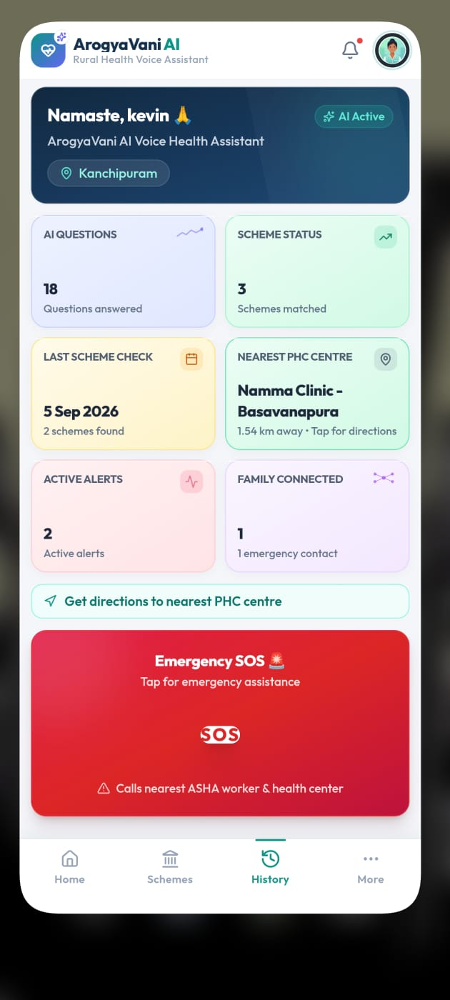 ArogyaVani AI
Rural Health Voice Assistant
Namaste, kevin 🙏
AI Active
ArogyaVani AI Voice Health Assistant
Kanchipuram
AI QUESTIONS
18
Questions answered
SCHEME STATUS
3
Schemes matched
LAST SCHEME CHECK
5 Sep 2026
2 schemes found
NEAREST PHC CENTRE
Namma Clinic -
Basavanapura
1.54 km away • Tap for directions
ACTIVE ALERTS
2
Active alerts
FAMILY CONNECTED
1
1 emergency contact
Get directions to nearest PHC centre
Emergency SOS 🚨
Tap for emergency assistance
SOS
Calls nearest ASHA worker & health center
Home
Schemes
History
More